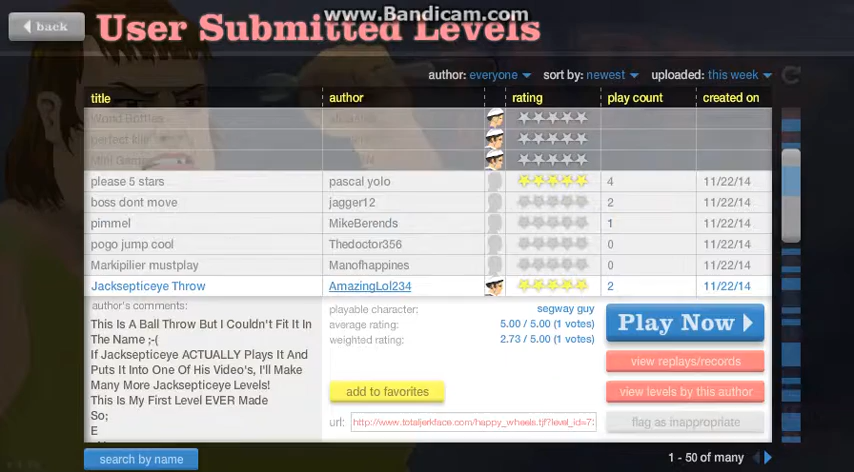 www.Bandicam.com
back
User Submitted Levels
author: everyone sort by: newest uploaded: this week
title author rating play count created on
perfect kill
please 5 stars pascal yolo 4 11/22/14
boss dont move jagger12 2 11/22/14
pimmel MikeBerends 1 11/22/14
pogo jump cool Thedoctor356 0 11/22/14
Markipilier mustplay Manofhappines 0 11/22/14
Jacksepticeye Throw AmazingLol234 2 11/22/14
author's comments:
This Is A Ball Throw But I Couldn't Fit It In
The Name ;-(
If Jacksepticeye ACTUALLY Plays It And
Puts It Into One Of His Video's, I'll Make
Many More Jacksepticeye Levels!
This Is My First Level EVER Made
So;
E
playable character: segway guy
average rating: 5.00 / 5.00 (1 votes)
weighted rating: 2.73 / 5.00 (1 votes)
add to favorites
url: http://www.totaljerkface.com/happy_wheels.tjf?level_id=7
Play Now
view replays/records
view levels by this author
flag as inappropriate
search by name
1 - 50 of many